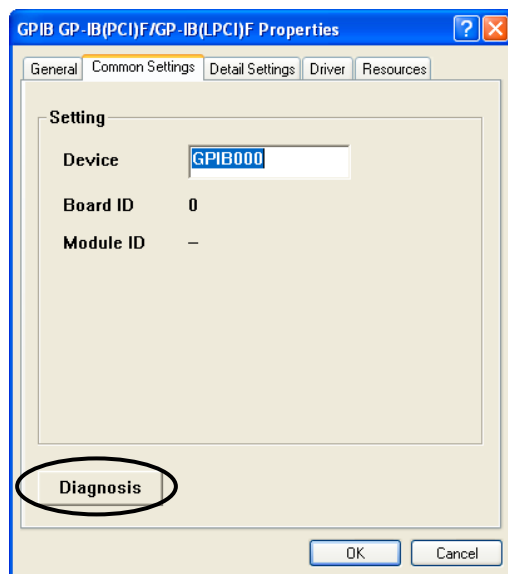 GPIB GP-IB(PCI)F/GP-IB(LPCI)F Properties
General Common Settings Detail Settings Driver Resources
Setting
Device GPIB000
Board ID 0
Module ID –
Diagnosis
OK Cancel